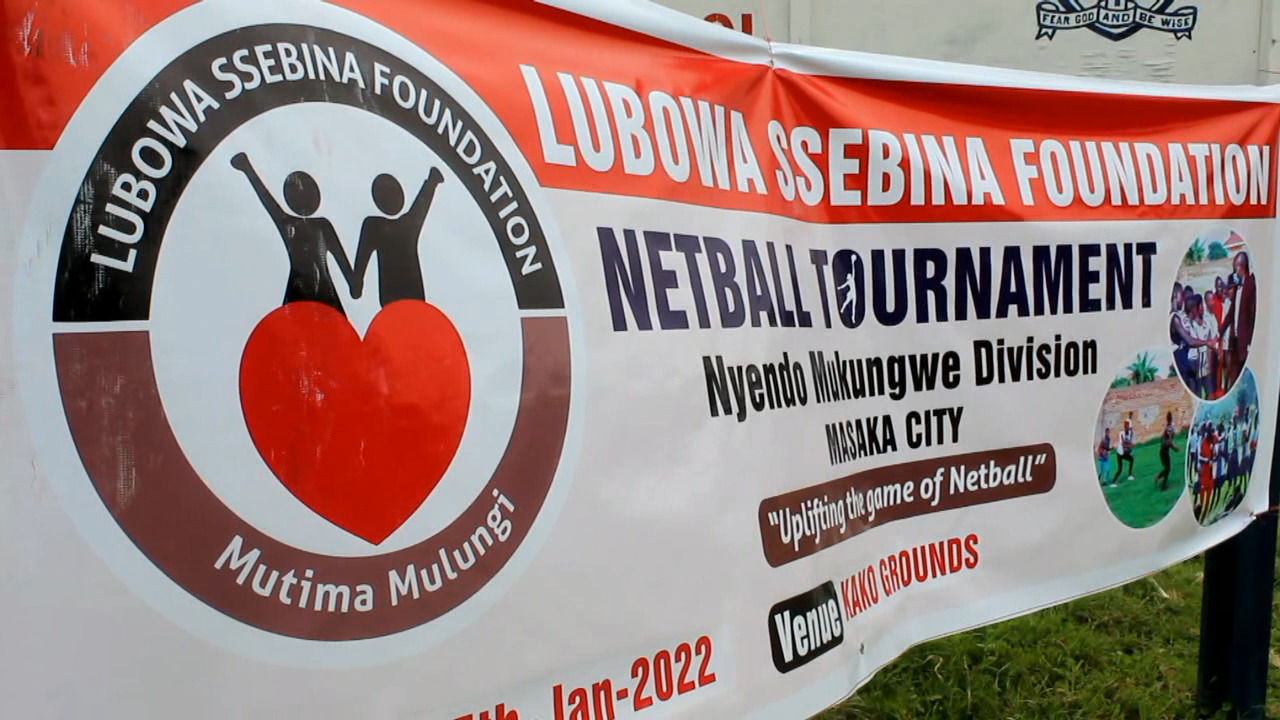 FEAR GOD AND BE WISE
LUBOWA SSEBINA FOUNDATION
Mutima Mulungi
LUBOWA SSEBINA FOUNDATION
NETBALL TOURNAMENT
Nyendo Mukungwe Division
MASAKA CITY
"Uplifting the game of Netball"
Venue KAKO GROUNDS
Jan-2022